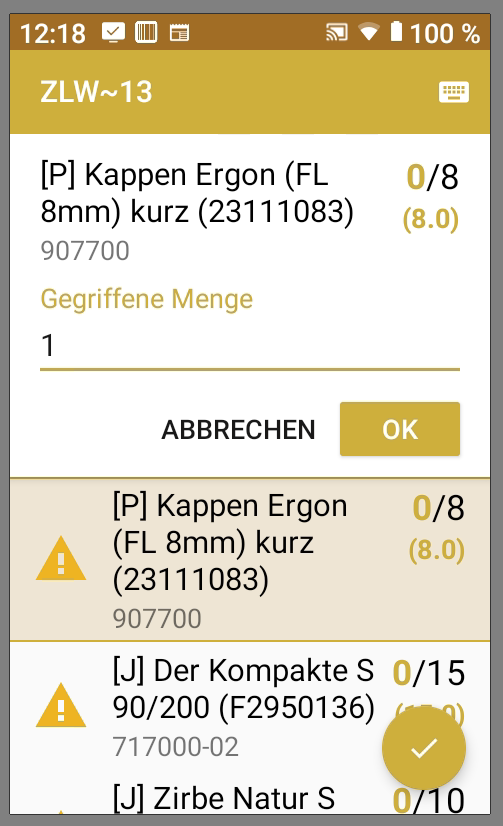 12:18
100 %
ZLW~13
[P] Kappen Ergon (FL
8mm) kurz (23111083)
0/8
(8.0)
907700
Gegriffene Menge
1
ABBRECHEN
OK
[P] Kappen Ergon
(FL 8mm) kurz
(23111083)
0/8
(8.0)
907700
[J] Der Kompakte S
90/200 (F2950136)
0/15
717000-02
[J] Zirbe Natur S
0/10